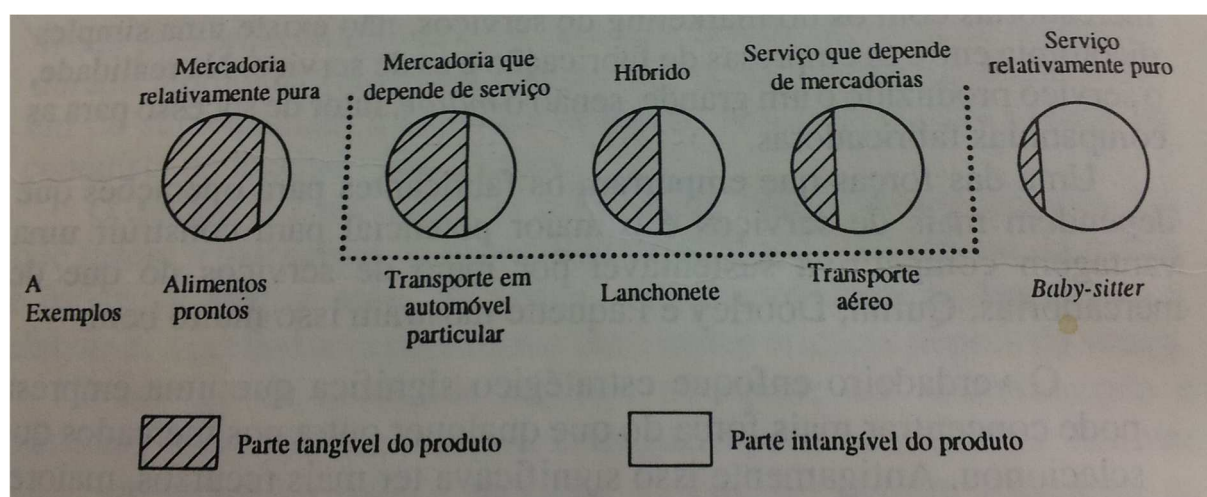 Mercadoria
relativamente pura
Mercadoria que
depende de serviço
Híbrido
Serviço que depende
de mercadorias
Serviço
relativamente puro
A
Exemplos
Alimentos
prontos
Transporte em
automóvel
particular
Lanchonete
Transporte
aéreo
Baby-sitter
Parte tangível do produto
Parte intangível do produto